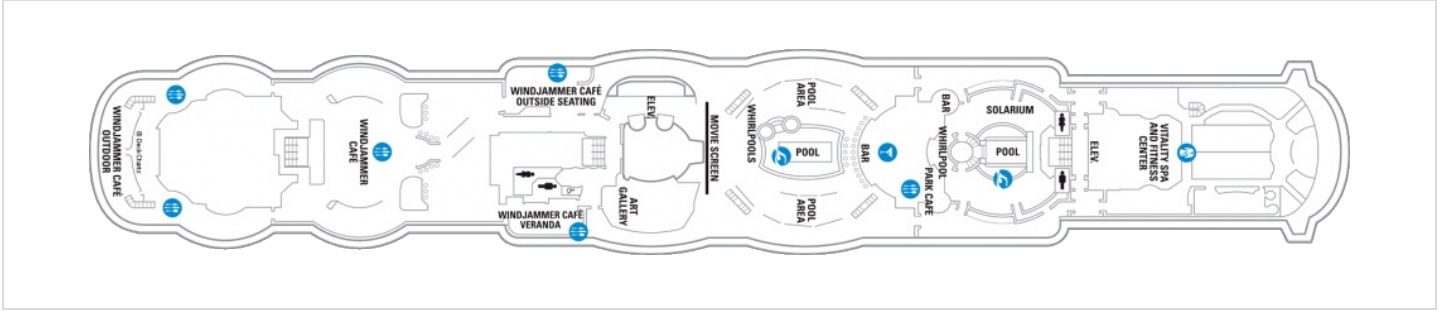 WINDJAMMER CAFÉ
OUTDOOR
WINDJAMMER
CAFÉ
WINDJAMMER CAFÉ
OUTSIDE SEATING
WINDJAMMER CAFÉ
VERANDA
ELEV.
ART
GALLERY
MOVIE SCREEN
WHIRLPOOLS
POOL
AREA
POOL
POOL
AREA
BAR
BAR
WHIRLPOOL
PARK CAFÉ
SOLARIUM
POOL
ELEV.
VITALITY SPA
AND FITNESS
CENTER